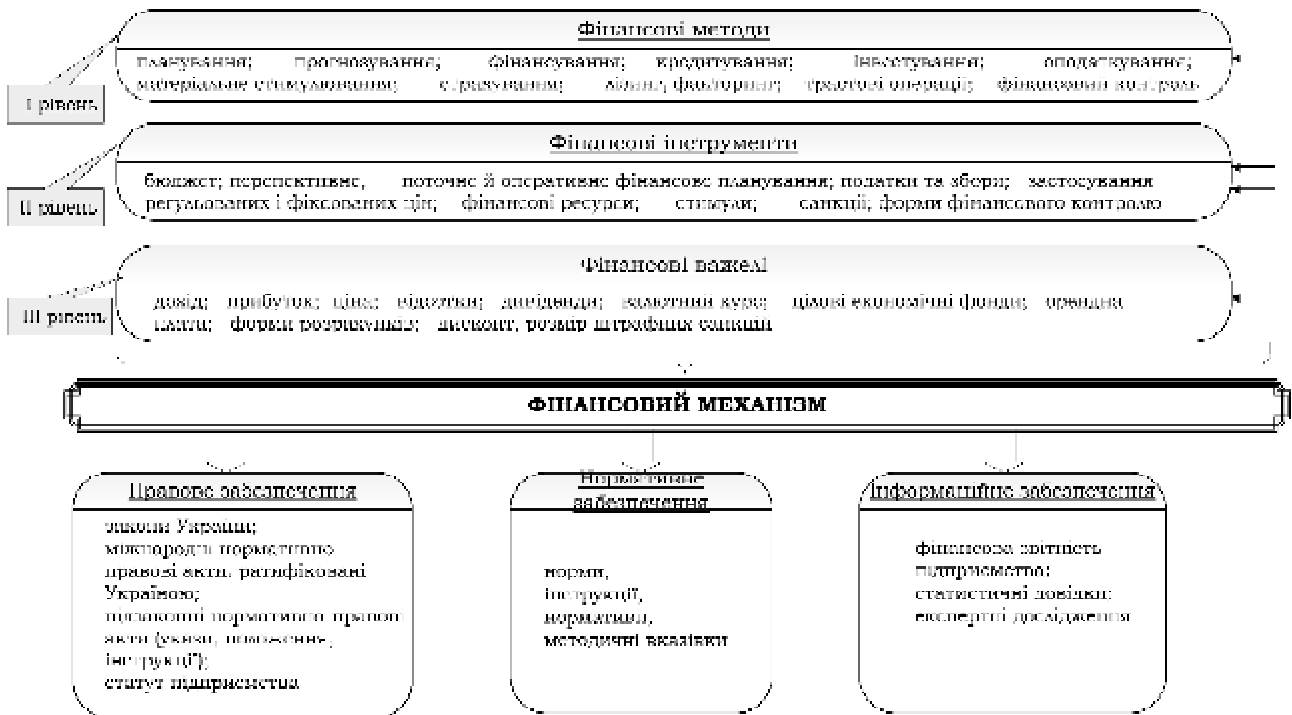 Фінансові методи
планування; прогнозування; фінансування; кредитування; інвестування; оподаткування;
матеріальне стимулювання; страхування; лізинг, факторинг; трастові операції; фінансовий контроль
I рівень
Фінансові інструменти
бюджет; перспективне, поточне й оперативне фінансове планування; податки та збори; застосування
регульованих і фіксованих цін; фінансові ресурси; стимули; санкції; форми фінансового контролю
II рівень
Фінансові важелі
дохід; прибуток; ціна; відсотки; дивіденди; валютний курс; цільові економічні фонди; орендна
плата; форми розрахунків; дисконт, розмір штрафних санкцій
III рівень
ФІНАНСОВИЙ МЕХАНІЗМ
Правове забезпечення
закони України;
міжнародні нормативно
правові акти, ратифіковані
Україною;
підзаконні нормативно-правові
акти (укази, положення,
інструкції);
статут підприємства
Нормативне
забезпечення
норми,
інструкції,
нормативи,
методичні вказівки
Інформаційне забезпечення
фінансова звітність
підприємства;
статистичні довідки;
експертні дослідження